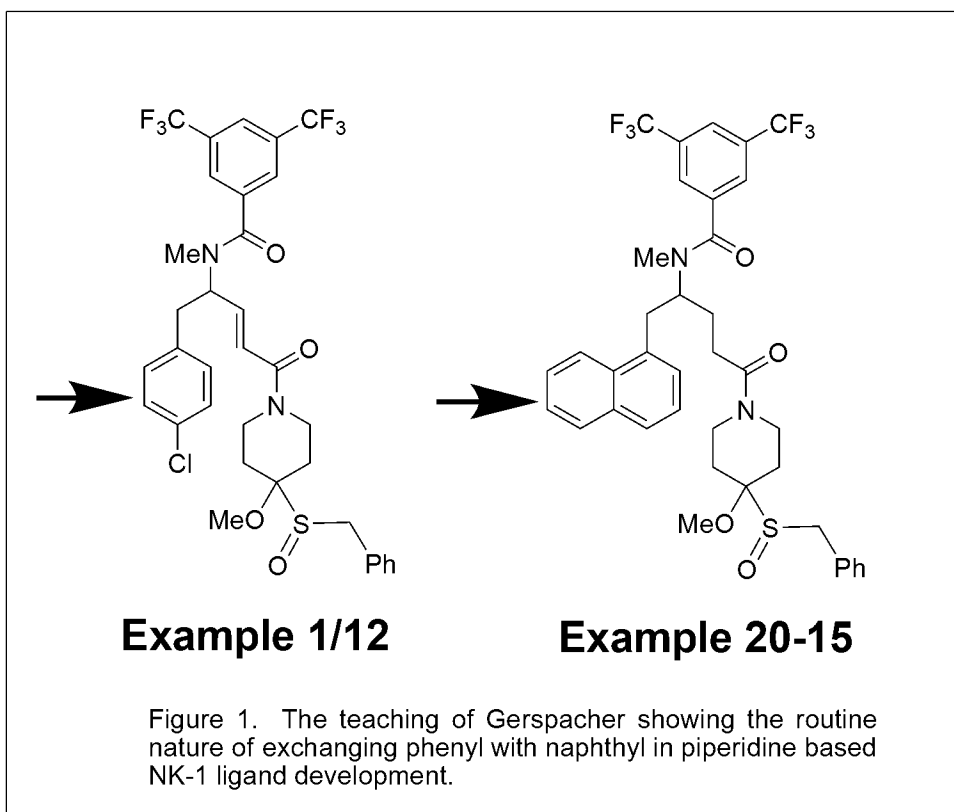 F₃C CF₃ F₃C CF₃
MeN O MeN O
O O
N N
Cl
MeO S MeO S
O Ph O Ph
Example 1/12 Example 20-15
Figure 1. The teaching of Gerspacher showing the routine
nature of exchanging phenyl with naphthyl in piperidine based
NK-1 ligand development.